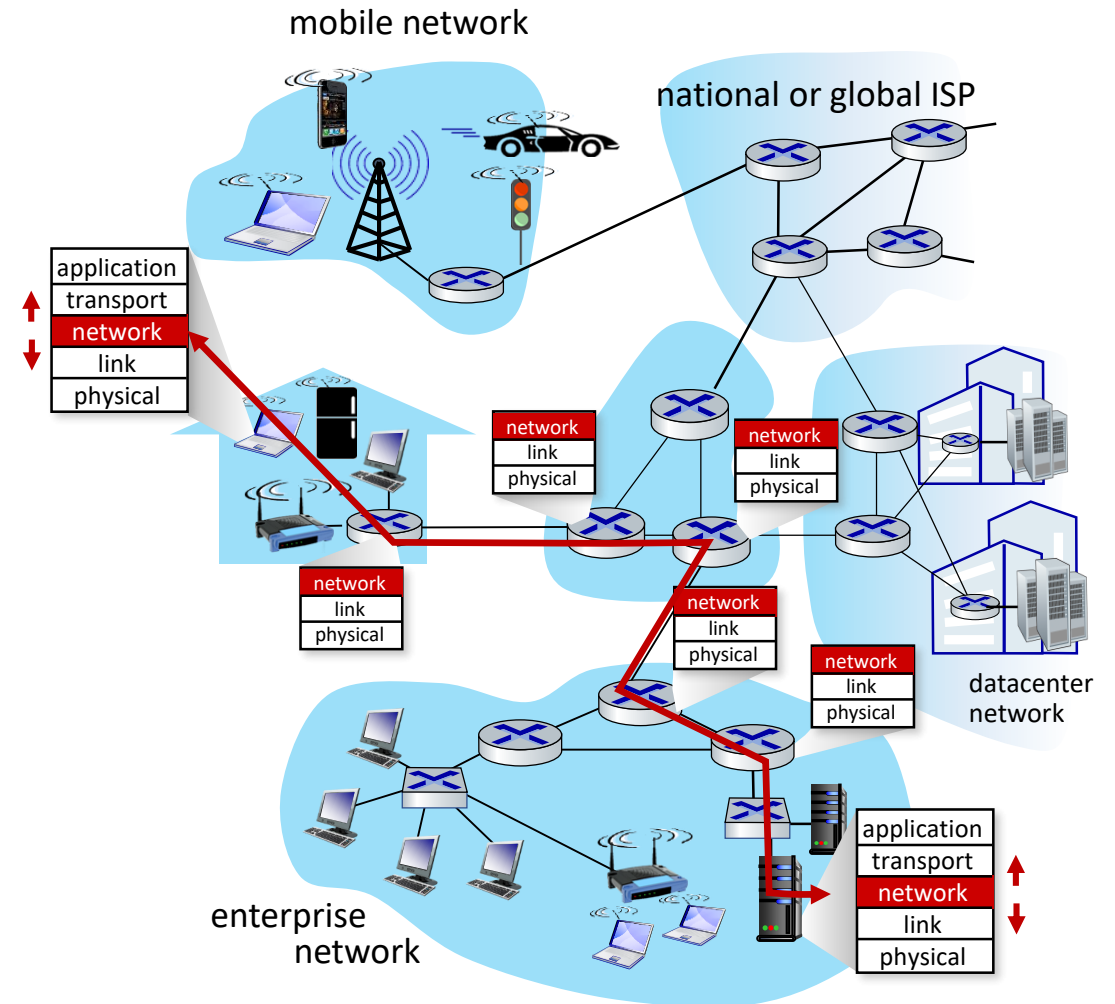 mobile network
national or global ISP
application
transport
network
link
physical
network
link
physical
network
link
physical
network
link
physical
network
link
physical
network
link
physical
datacenter
network
application
transport
network
link
physical
enterprise
network